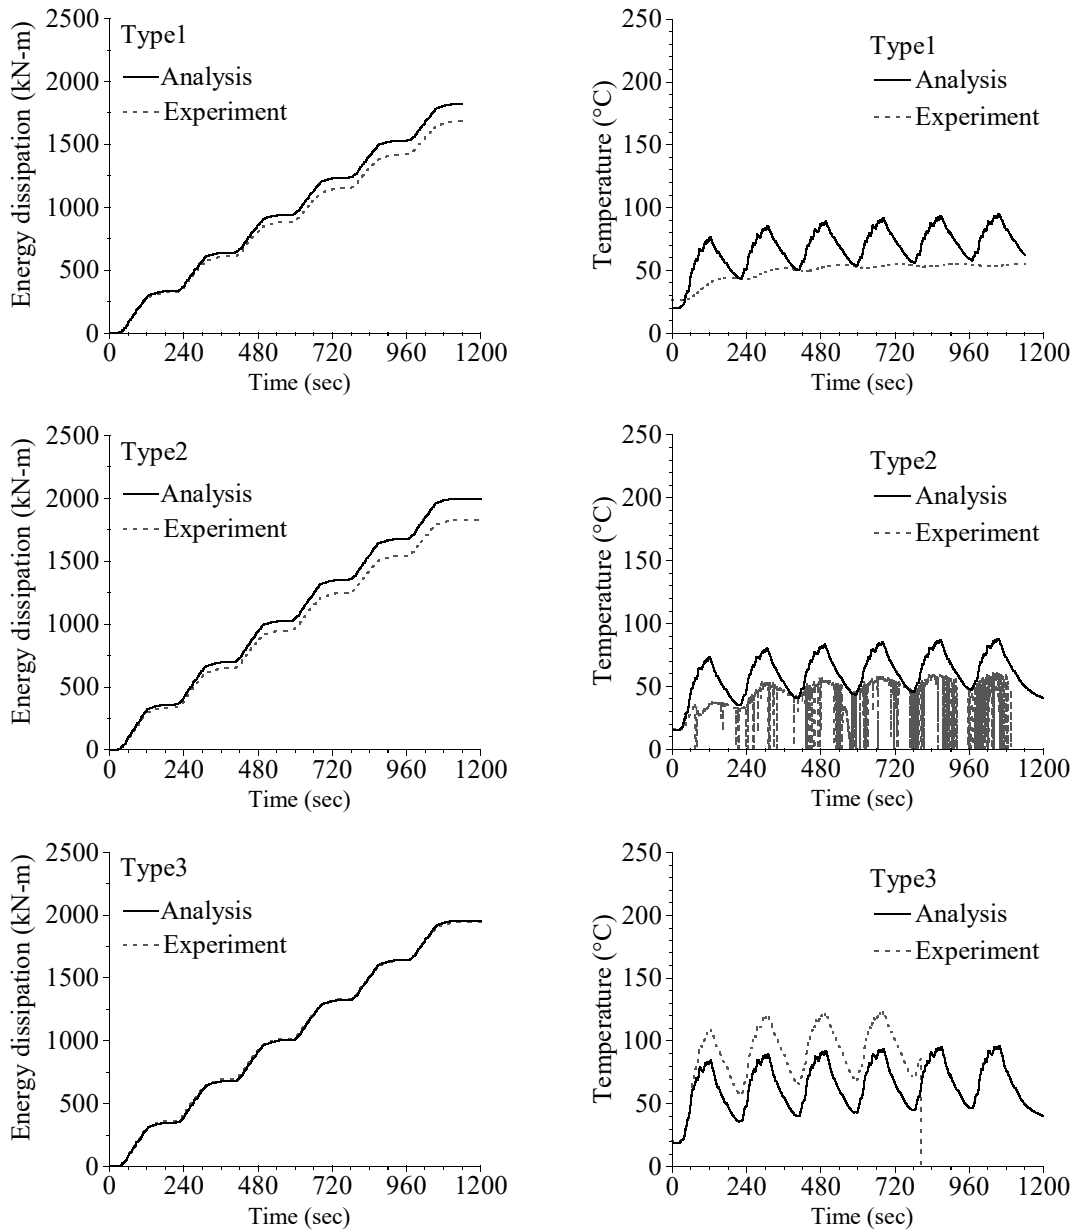 2500
2000
1500
1000
500
0
Energy dissipation (kN-m)
Type1
Analysis
Experiment
0 240 480 720 960 1200
Time (sec)
250
200
150
100
50
0
Temperature (°C)
Type1
Analysis
Experiment
0 240 480 720 960 1200
Time (sec)
2500
2000
1500
1000
500
0
Energy dissipation (kN-m)
Type2
Analysis
Experiment
0 240 480 720 960 1200
Time (sec)
250
200
150
100
50
0
Temperature (°C)
Type2
Analysis
Experiment
0 240 480 720 960 1200
Time (sec)
2500
2000
1500
1000
500
0
Energy dissipation (kN-m)
Type3
Analysis
Experiment
0 240 480 720 960 1200
Time (sec)
250
200
150
100
50
0
Temperature (°C)
Type3
Analysis
Experiment
0 240 480 720 960 1200
Time (sec)